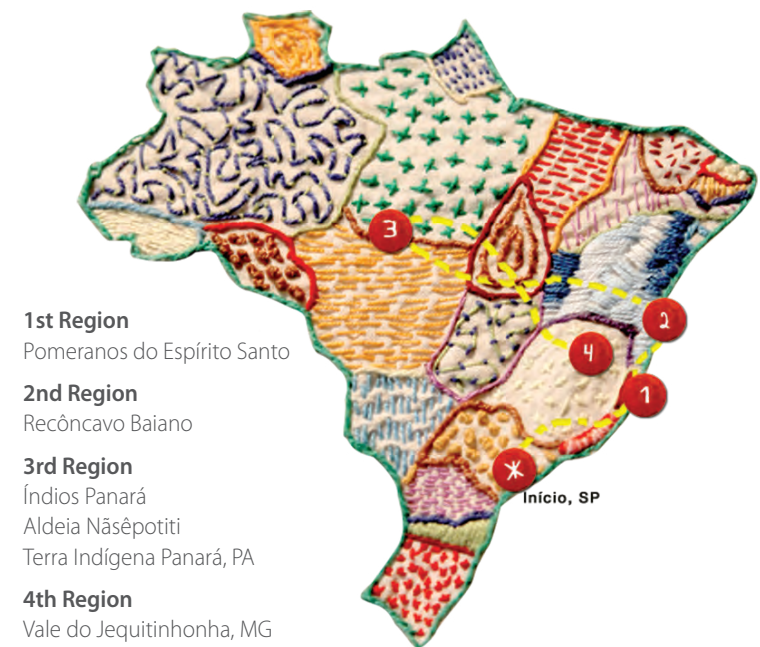 3
2
4
1
Início, SP
1st Region
Pomeranos do Espírito Santo
2nd Region
Recôncavo Baiano
3rd Region
Índios Panará
Aldeia Nãsêpotiti
Terra Indígena Panará, PA
4th Region
Vale do Jequitinhonha, MG